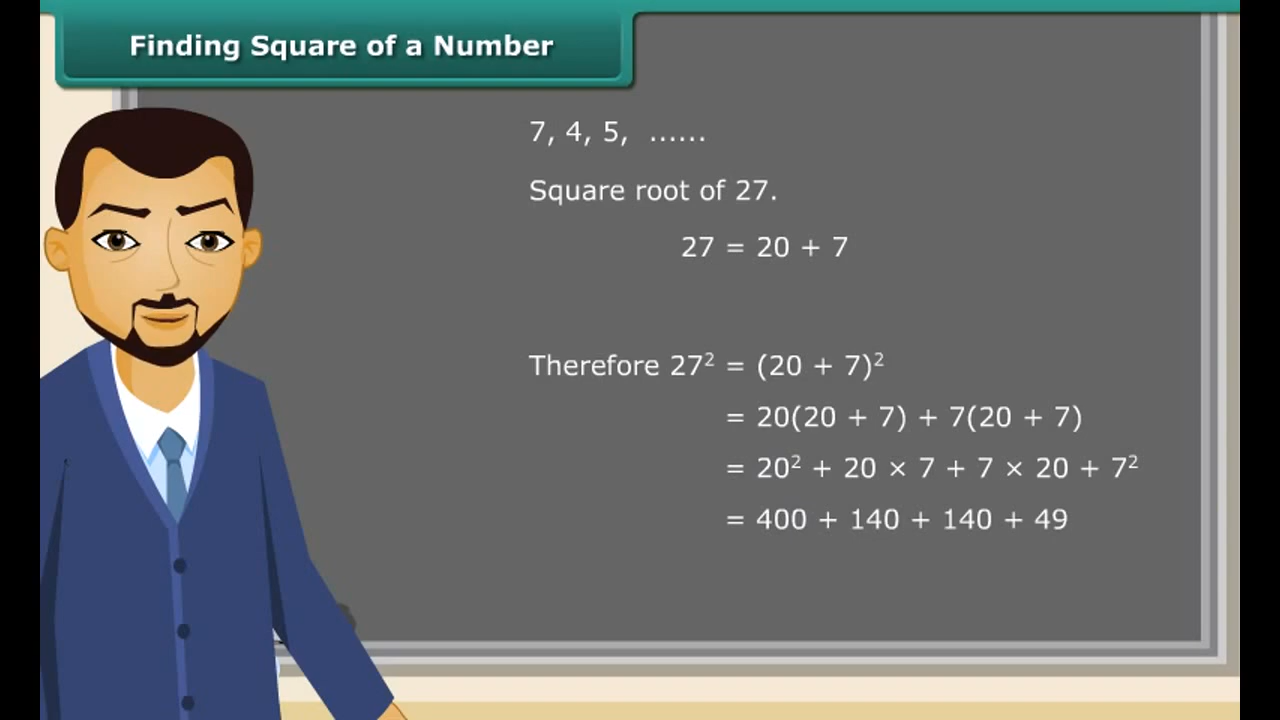 Finding Square of a Number
7, 4, 5, ......
Square root of 27.
27 = 20 + 7
Therefore 27² = (20 + 7)²
= 20(20 + 7) + 7(20 + 7)
= 20² + 20 × 7 + 7 × 20 + 7²
= 400 + 140 + 140 + 49